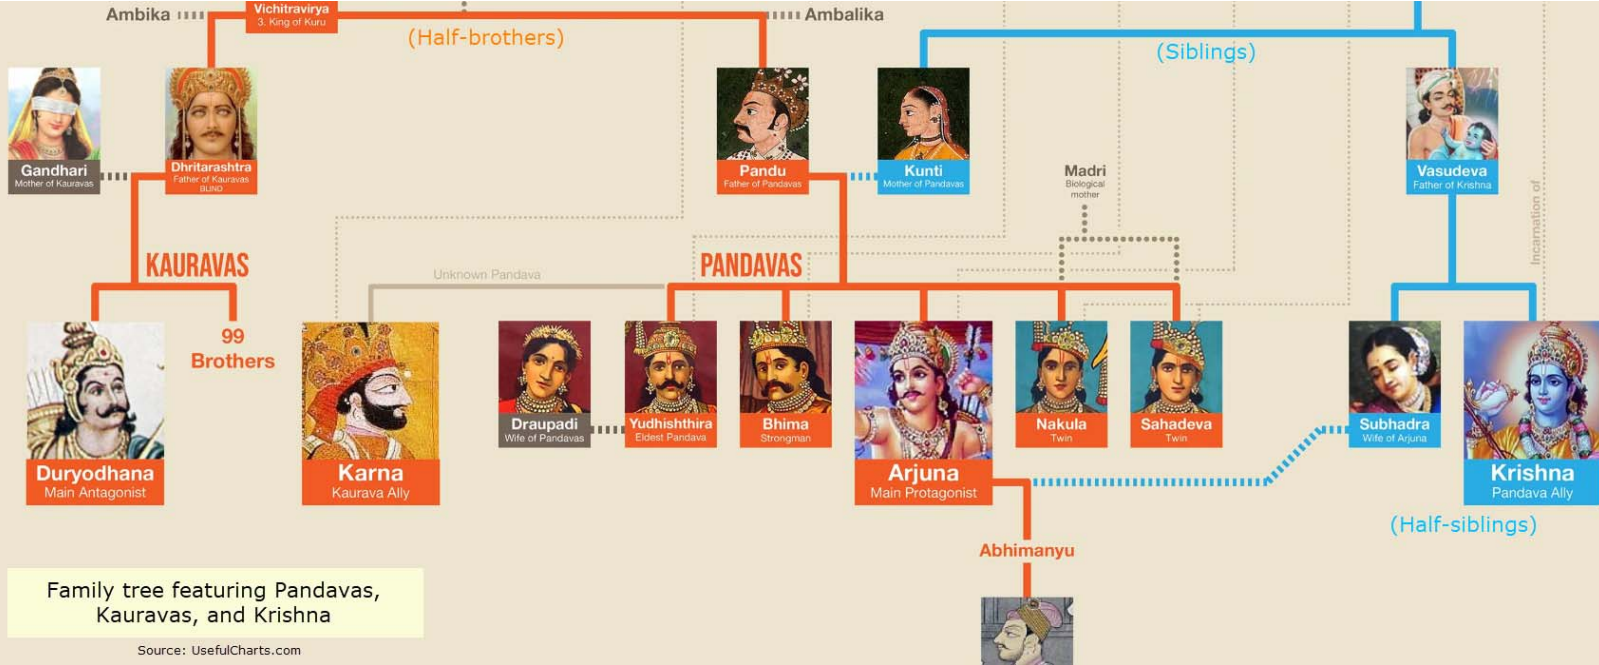 Ambika
Vichitravirya
3. King of Kuru
Ambalika
(Half-brothers)
(Siblings)
Gandhari
Mother of Kauravas
Dhritarashtra
Father of Kauravas
BLIND
Pandu
Father of Pandavas
Kunti
Mother of Pandavas
Madri
Biological
mother
Vasudeva
Father of Krishna
Incarnation of
KAURAVAS
Unknown Pandava
PANDAVAS
99
Brothers
Duryodhana
Main Antagonist
Karna
Kaurava Ally
Draupadi
Wife of Pandavas
Yudhishthira
Eldest Pandava
Bhima
Strongman
Arjuna
Main Protagonist
Nakula
Twin
Sahadeva
Twin
Subhadra
Wife of Arjuna
Krishna
Pandava Ally
(Half-siblings)
Abhimanyu
Family tree featuring Pandavas,
Kauravas, and Krishna
Source: UsefulCharts.com